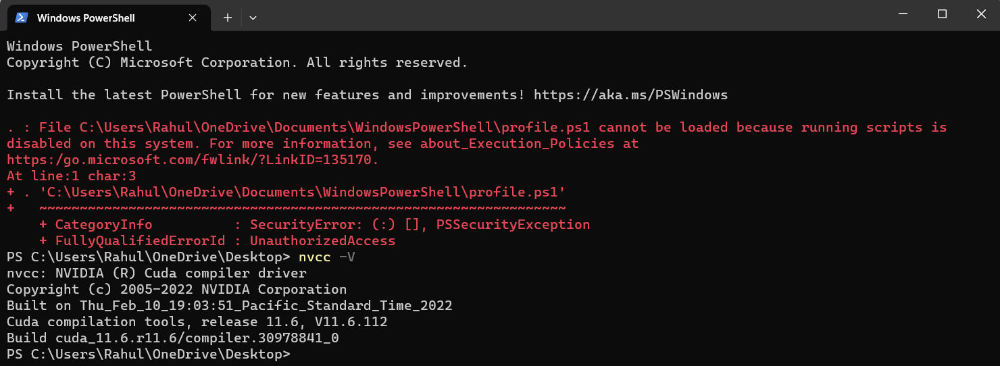 Windows PowerShell
Windows PowerShell
Copyright (C) Microsoft Corporation. All rights reserved.
Install the latest PowerShell for new features and improvements! https://aka.ms/PSWindows
. : File C:\Users\Rahul\OneDrive\Documents\WindowsPowerShell\profile.ps1 cannot be loaded because running scripts is
disabled on this system. For more information, see about_Execution_Policies at
https:/go.microsoft.com/fwlink/?LinkID=135170.
At line:1 char:3
+ . 'C:\Users\Rahul\OneDrive\Documents\WindowsPowerShell\profile.ps1'
+   ~~~~~~~~~~~~~~~~~~~~~~~~~~~~~~~~~~~~~~~~~~~~~~~~~~~~~~~~~~~~~~~~~
    + CategoryInfo          : SecurityError: (:) [], PSSecurityException
    + FullyQualifiedErrorId : UnauthorizedAccess
PS C:\Users\Rahul\OneDrive\Desktop> nvcc -V
nvcc: NVIDIA (R) Cuda compiler driver
Copyright (c) 2005-2022 NVIDIA Corporation
Built on Thu_Feb_10_19:03:51_Pacific_Standard_Time_2022
Cuda compilation tools, release 11.6, V11.6.112
Build cuda_11.6.r11.6/compiler.30978841_0
PS C:\Users\Rahul\OneDrive\Desktop>